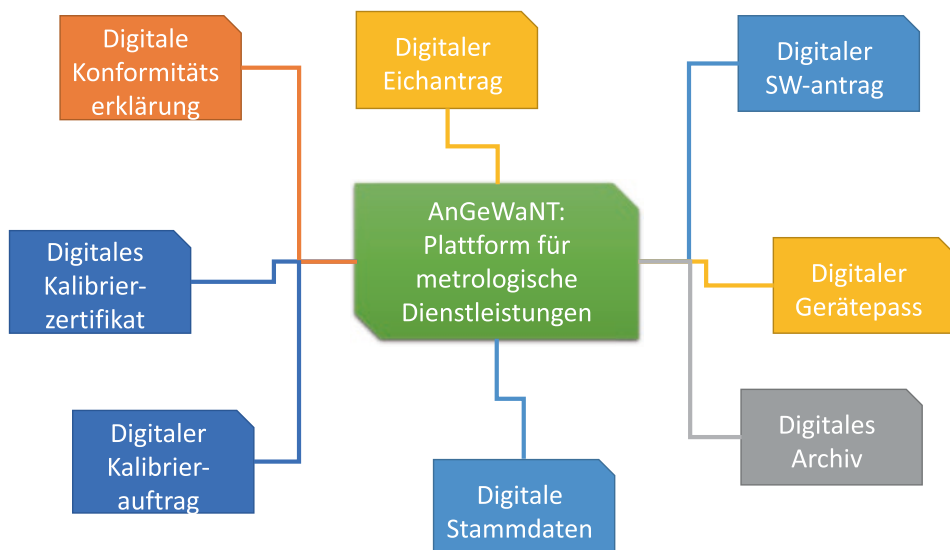 Digitale
Konformitäts
erklärung
Digitaler
Eichantrag
Digitaler
SW-antrag
AnGeWaNT:
Plattform für
metrologische
Dienstleistungen
Digitales
Kalibrier-
zertifikat
Digitaler
Gerätepass
Digitaler
Kalibrier-
auftrag
Digitale
Stammdaten
Digitales
Archiv